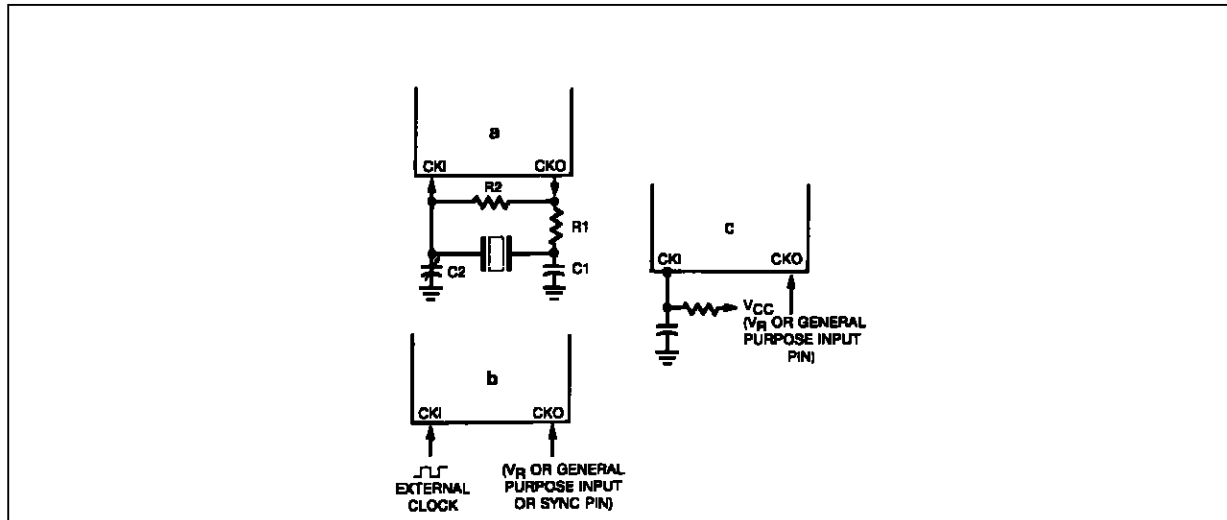 a
CKI CKO
R2
R1
C2 C1
b
CKI CKO
EXTERNAL
CLOCK
(VR OR GENERAL
PURPOSE INPUT
OR SYNC PIN)
c
CKI CKO
VCC
(VR OR GENERAL
PURPOSE INPUT
PIN)